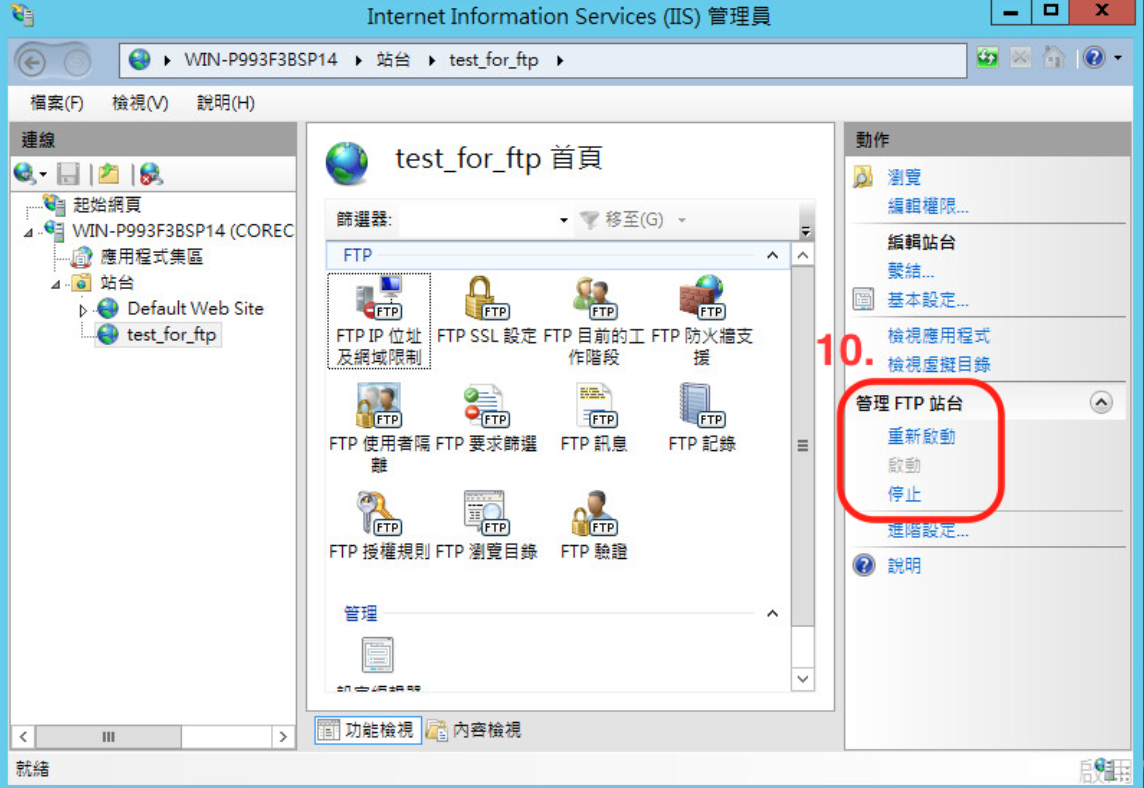 Internet Information Services (IIS) 管理員
WIN-P993F3BSP14 站台 test_for_ftp
檔案(F) 檢視(V) 說明(H)
連線
起始網頁
WIN-P993F3BSP14 (COREC
應用程式集區
站台
Default Web Site
test_for_ftp
test_for_ftp 首頁
篩選器: 移至(G)
FTP
FTP IP 位址
及網域限制
FTP SSL 設定
FTP 目前的工
作階段
FTP 防火牆支
援
FTP 使用者隔
離
FTP 要求篩選
FTP 訊息
FTP 記錄
FTP 授權規則
FTP 瀏覽目錄
FTP 驗證
管理
設定編輯器
功能檢視 內容檢視
動作
瀏覽
編輯權限...
編輯站台
繫結...
基本設定...
檢視應用程式
檢視虛擬目錄
10.
管理 FTP 站台
重新啟動
啟動
停止
進階設定...
說明
就緒